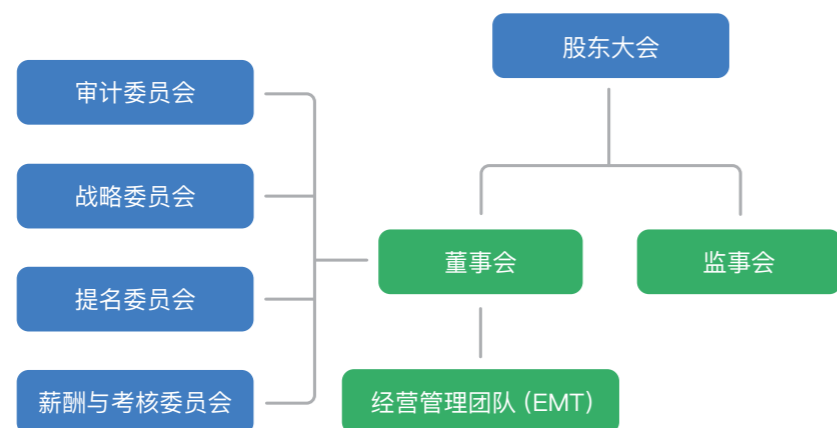 股东大会
审计委员会
战略委员会
董事会
监事会
提名委员会
薪酬与考核委员会
经营管理团队（EMT）